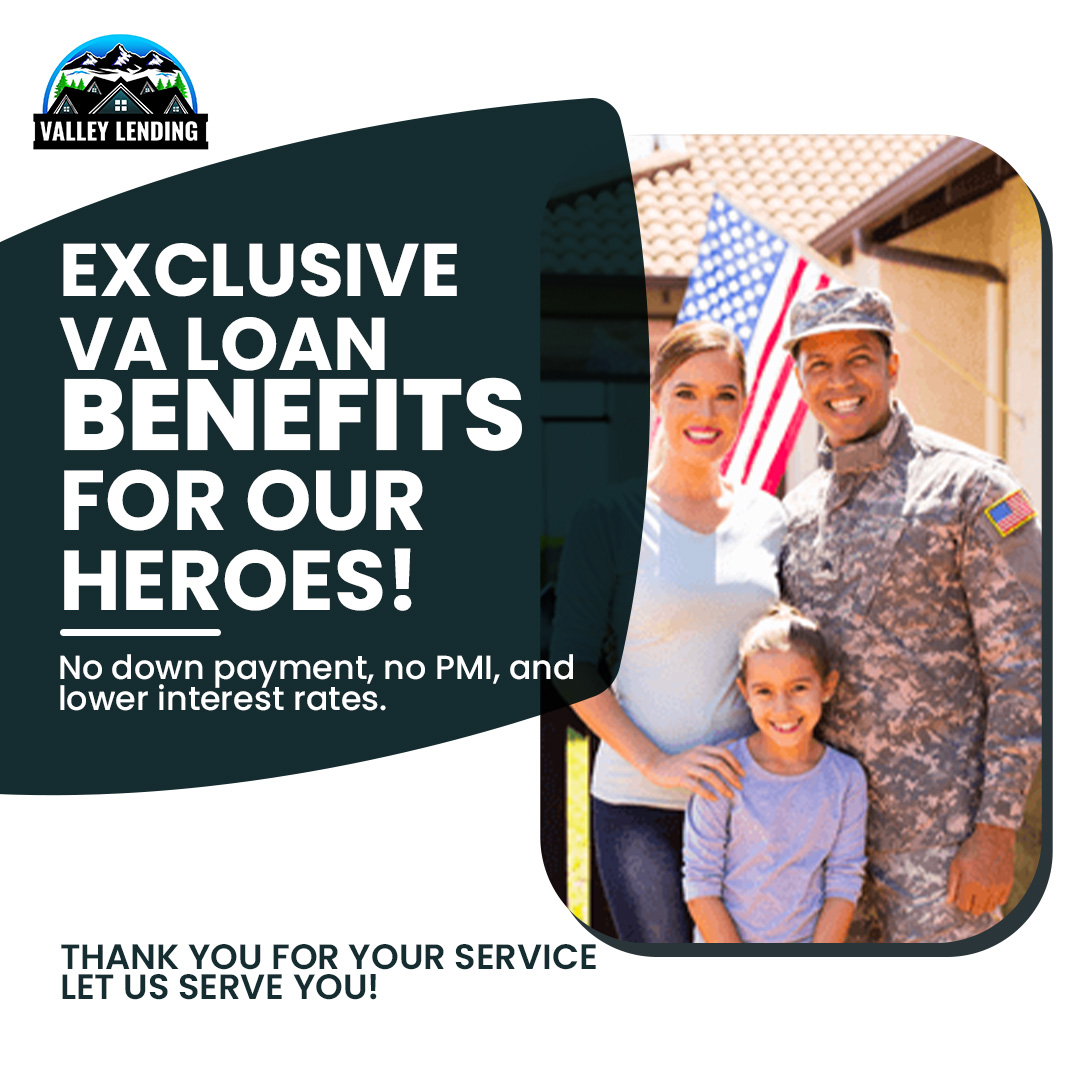 VALLEY LENDING
EXCLUSIVE
VA LOAN
BENEFITS
FOR OUR
HEROES!
No down payment, no PMI, and
lower interest rates.
THANK YOU FOR YOUR SERVICE
LET US SERVE YOU!